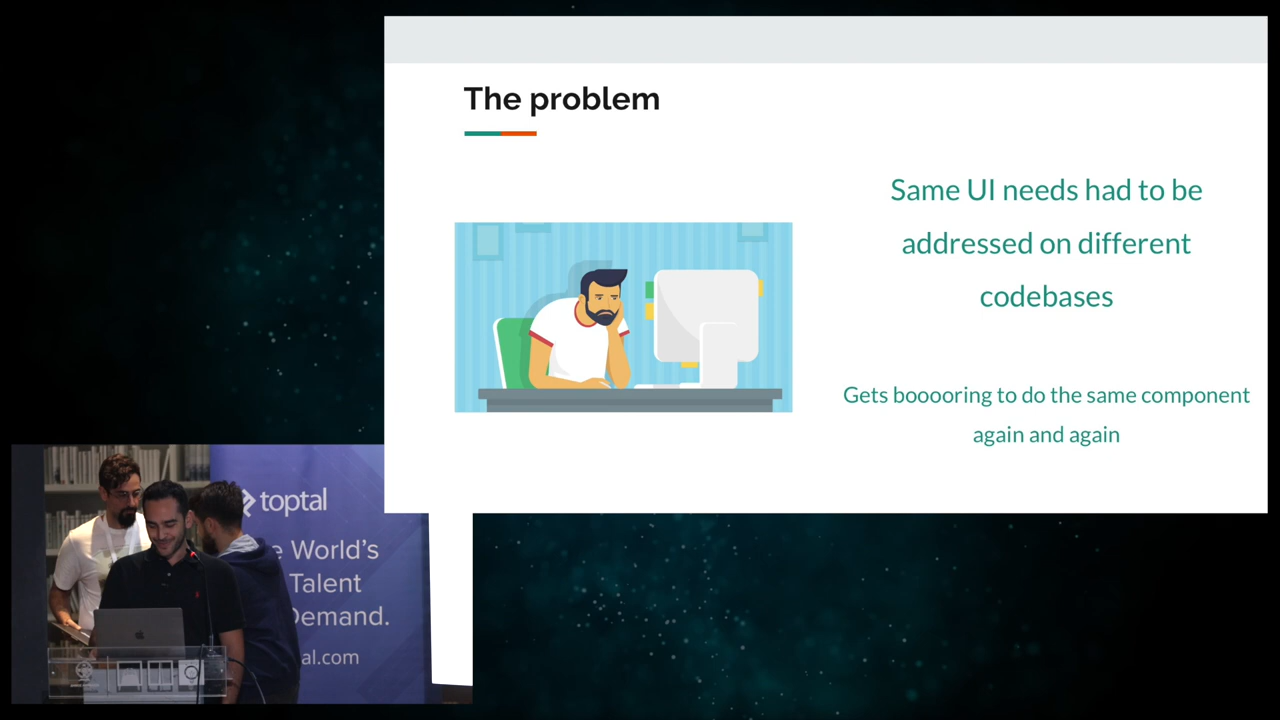 The problem
Same UI needs had to be
addressed on different
codebases
Gets booooring to do the same component
again and again
toptal
World's
Talent
Demand.
al.com